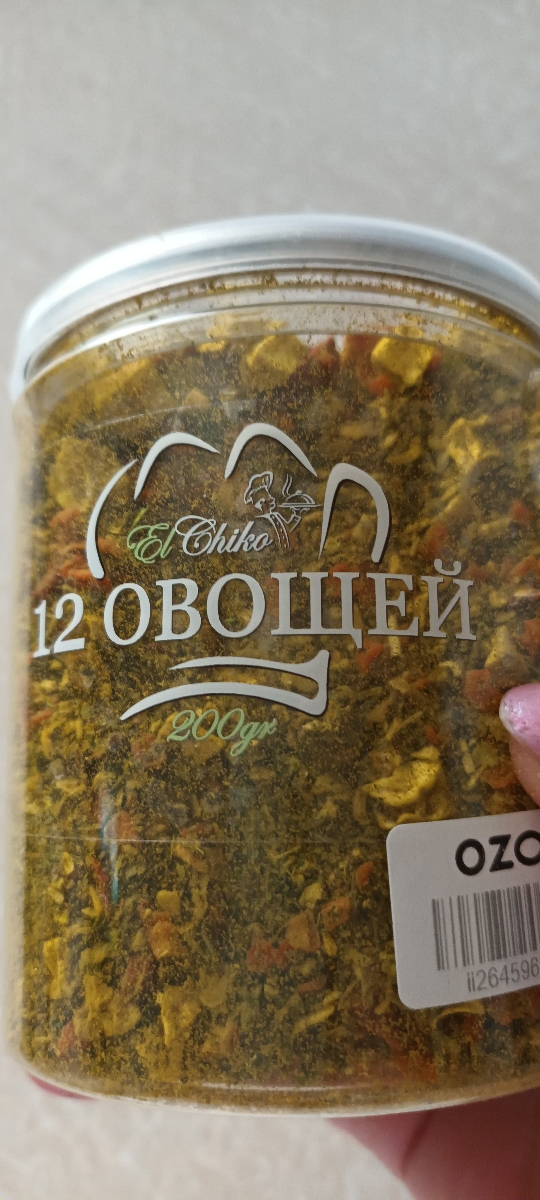 El Chiko
12 ОВОЩЕЙ
200gr
OZO
ii264596